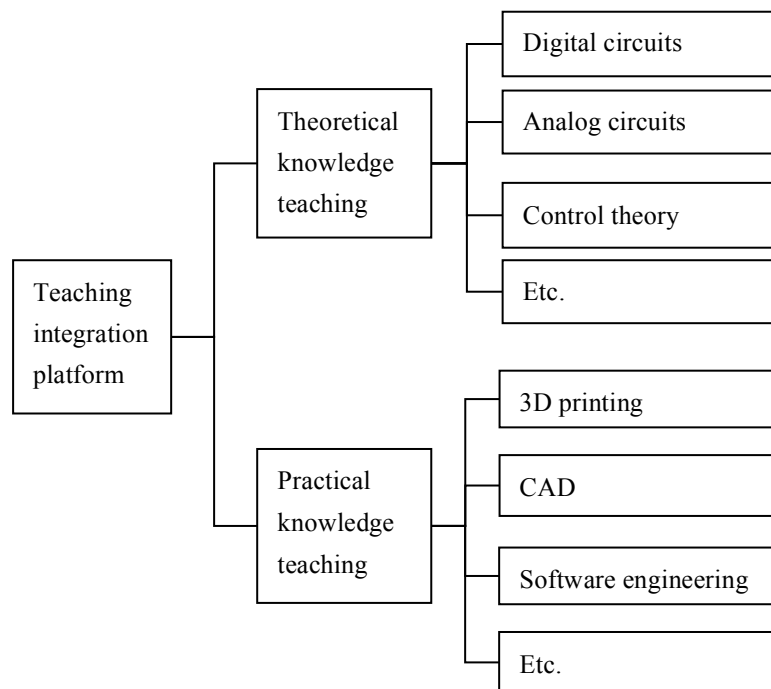 Teaching
integration
platform
Theoretical
knowledge
teaching
Digital circuits
Analog circuits
Control theory
Etc.
Practical
knowledge
teaching
3D printing
CAD
Software engineering
Etc.